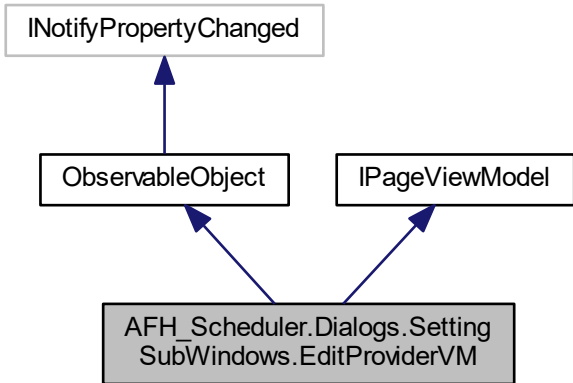 INotifyPropertyChanged
ObservableObject
IPageViewModel
AFH_Scheduler.Dialogs.Setting
SubWindows.EditProviderVM